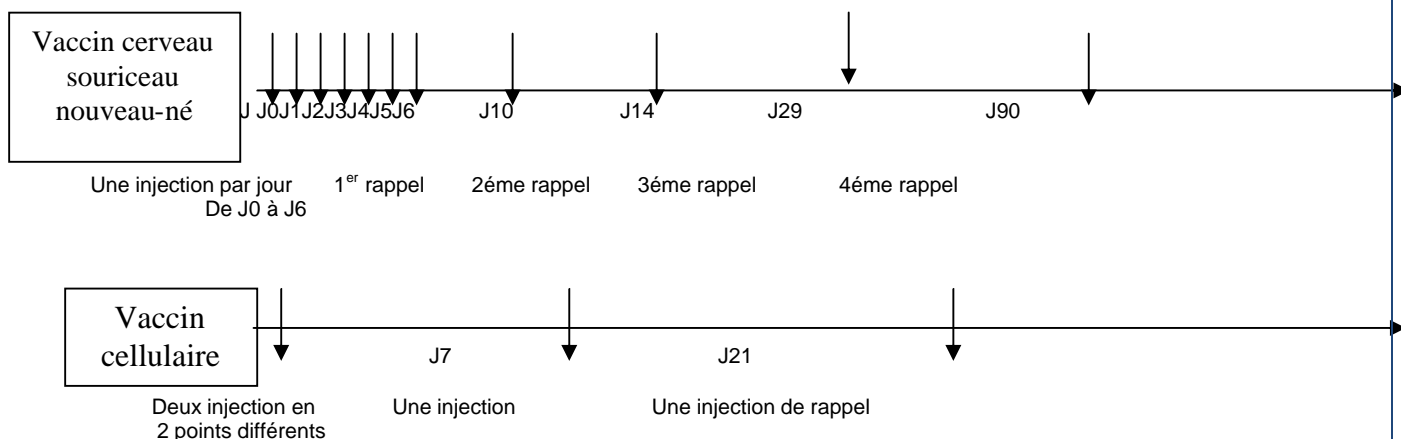 Vaccin cerveau
souriceau
nouveau-né
J J0J1J2J3J4J5J6 J10 J14 J29 J90
Une injection par jour 1er rappel 2éme rappel 3éme rappel 4éme rappel
De J0 à J6
Vaccin
cellulaire
J7 J21
Deux injection en Une injection Une injection de rappel
2 points différents